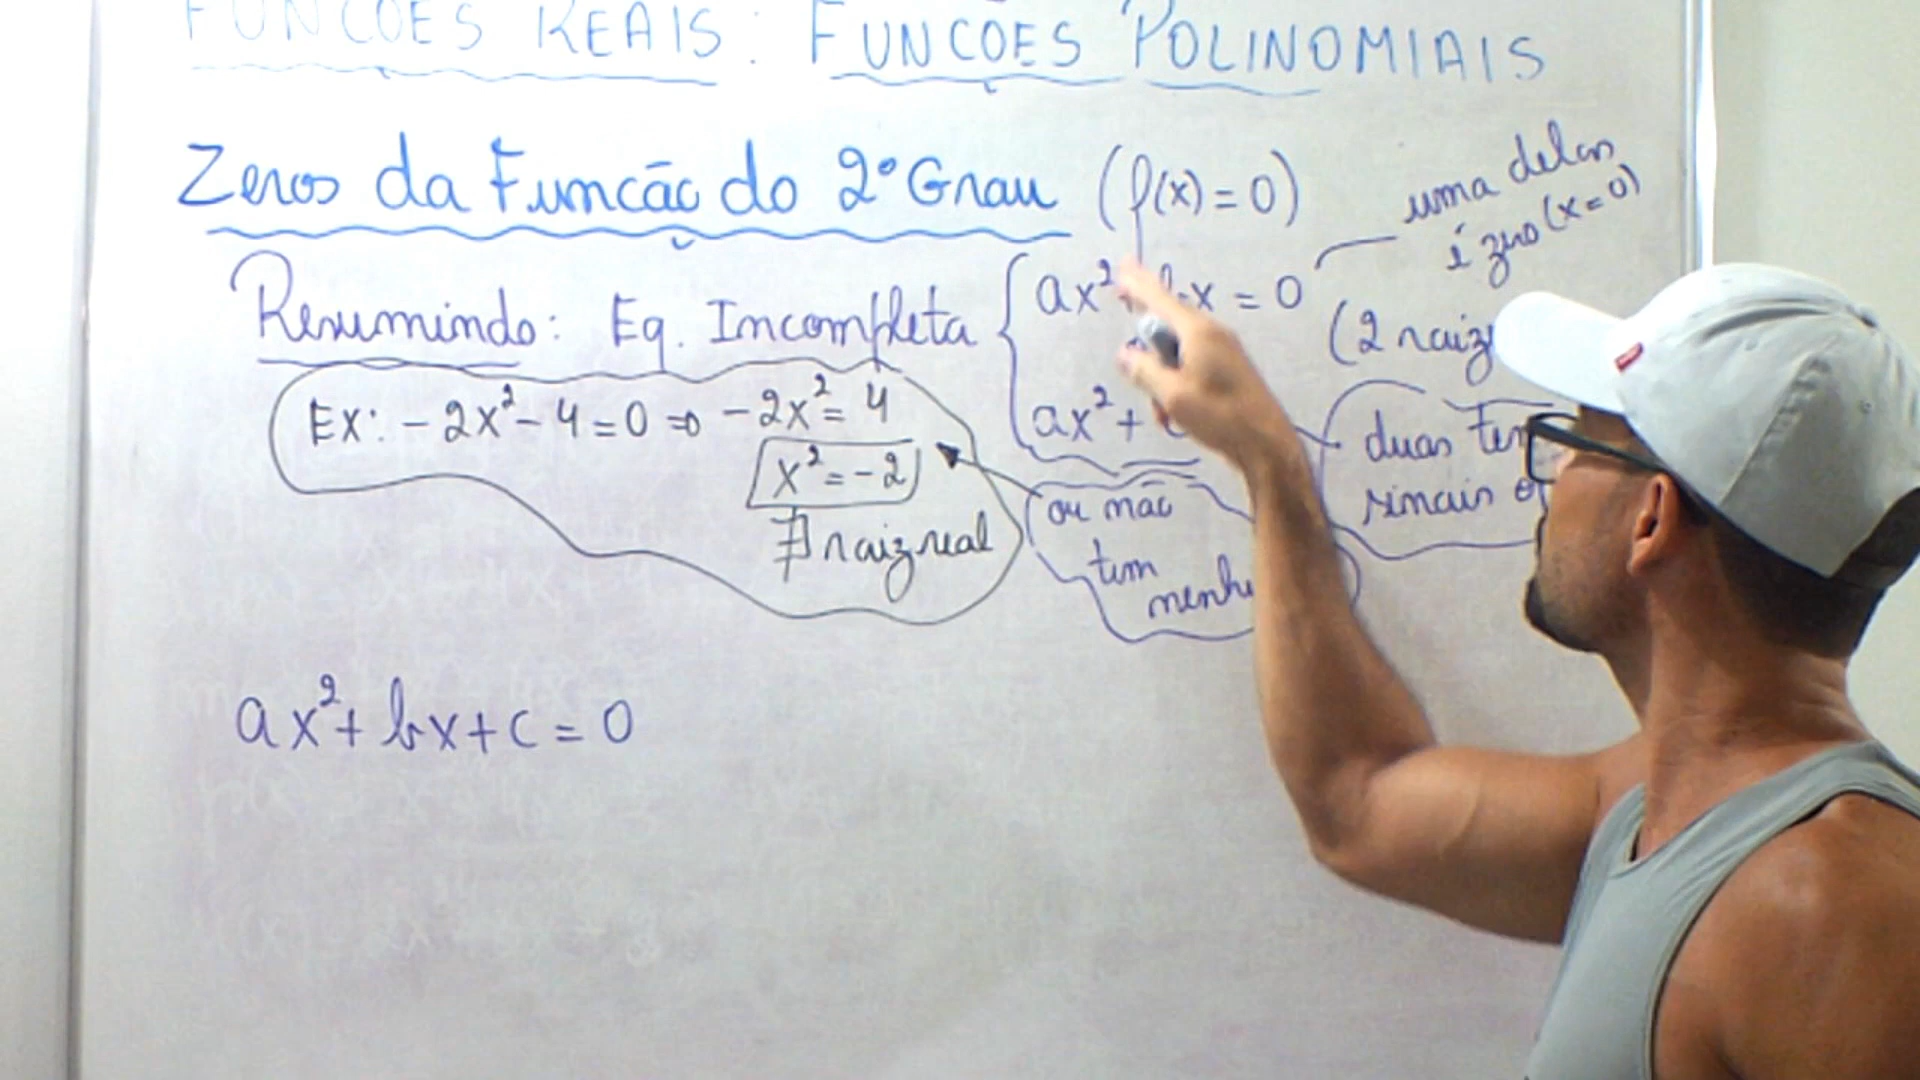 FUNÇÕES REAIS: FUNÇÕES POLINOMIAIS
Zeros da Função do 2º Grau (f(x) = 0)
uma delas
é zero (x = 0)
Resumindo: Eq. Incompleta
ax² + bx = 0
(2 raiz
ax² +
duas tem
sinais
Ex: - 2x² - 4 = 0 ⇒ - 2x² = 4
x² = - 2
∄ raiz real
ou não
tem
nenhu
ax² + bx + c = 0